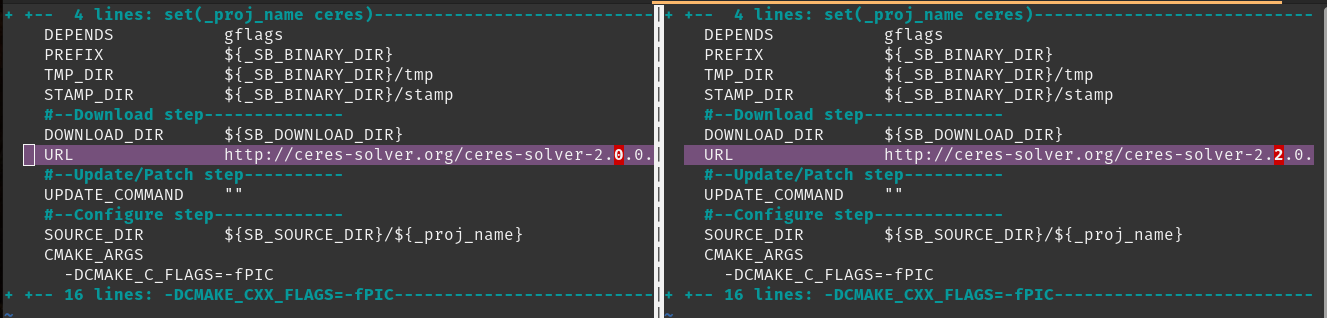 + +--  4 lines: set(_proj_name ceres)----------------------------
DEPENDS gflags
PREFIX ${_SB_BINARY_DIR}
TMP_DIR ${_SB_BINARY_DIR}/tmp
STAMP_DIR ${_SB_BINARY_DIR}/stamp
#--Download step--------------
DOWNLOAD_DIR ${SB_DOWNLOAD_DIR}
URL http://ceres-solver.org/ceres-solver-2.0.0.
#--Update/Patch step----------
UPDATE_COMMAND ""
#--Configure step-------------
SOURCE_DIR ${SB_SOURCE_DIR}/${_proj_name}
CMAKE_ARGS
-DCMAKE_C_FLAGS=-fPIC
+ +-- 16 lines: -DCMAKE_CXX_FLAGS=-fPIC--------------------------
~
+ +--  4 lines: set(_proj_name ceres)----------------------------
DEPENDS gflags
PREFIX ${_SB_BINARY_DIR}
TMP_DIR ${_SB_BINARY_DIR}/tmp
STAMP_DIR ${_SB_BINARY_DIR}/stamp
#--Download step--------------
DOWNLOAD_DIR ${SB_DOWNLOAD_DIR}
URL http://ceres-solver.org/ceres-solver-2.2.0.
#--Update/Patch step----------
UPDATE_COMMAND ""
#--Configure step-------------
SOURCE_DIR ${SB_SOURCE_DIR}/${_proj_name}
CMAKE_ARGS
-DCMAKE_C_FLAGS=-fPIC
+ +-- 16 lines: -DCMAKE_CXX_FLAGS=-fPIC--------------------------
~